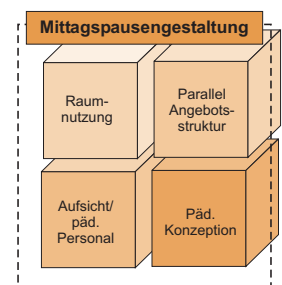 Mittagspausengestaltung
Raum-
nutzung
Parallel
Angebots-
struktur
Aufsicht/
päd.
Personal
Päd.
Konzeption